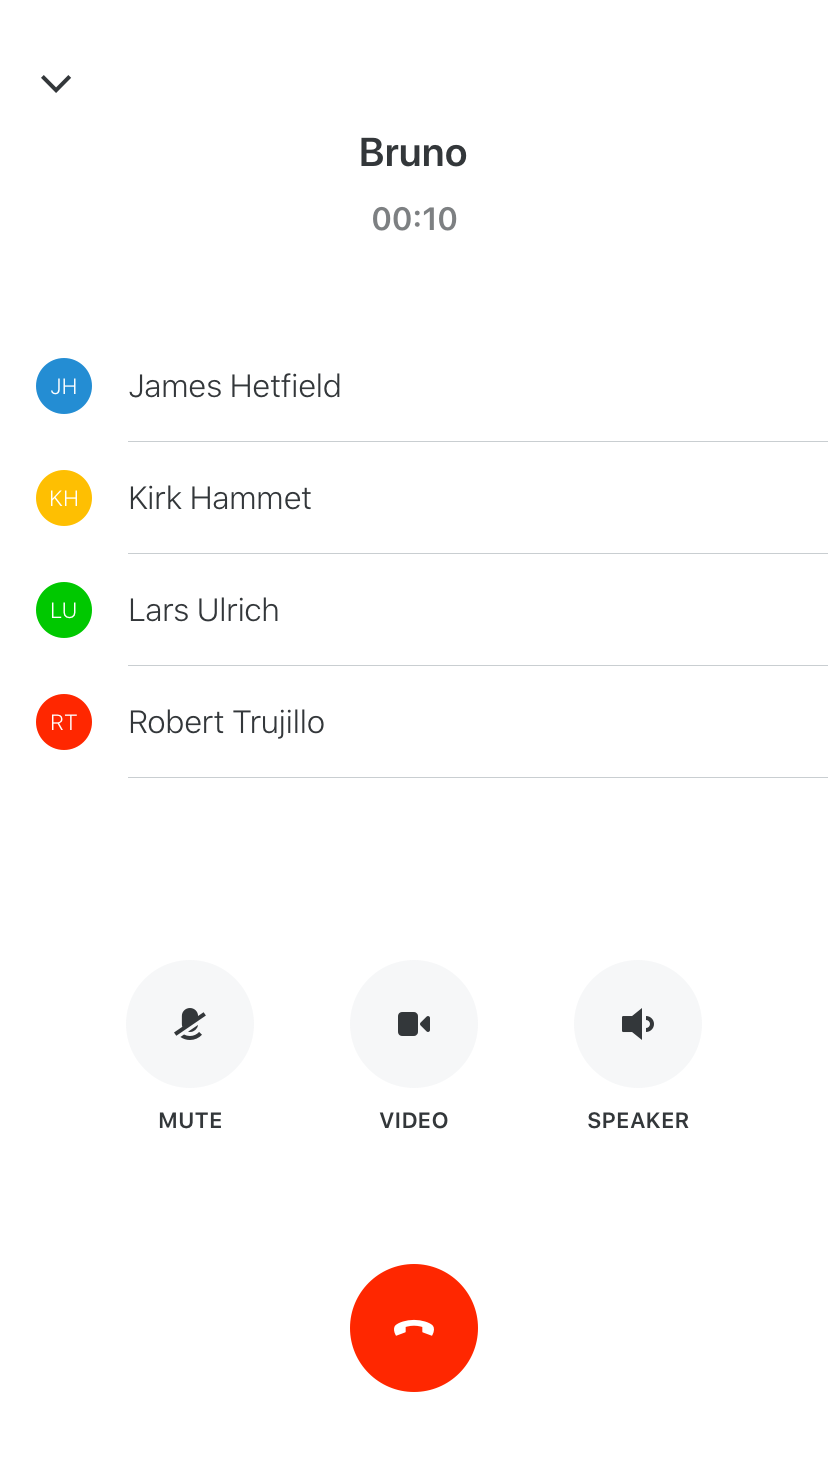 Bruno
00:10
JH James Hetfield
KH Kirk Hammet
LU Lars Ulrich
RT Robert Trujillo
MUTE VIDEO SPEAKER